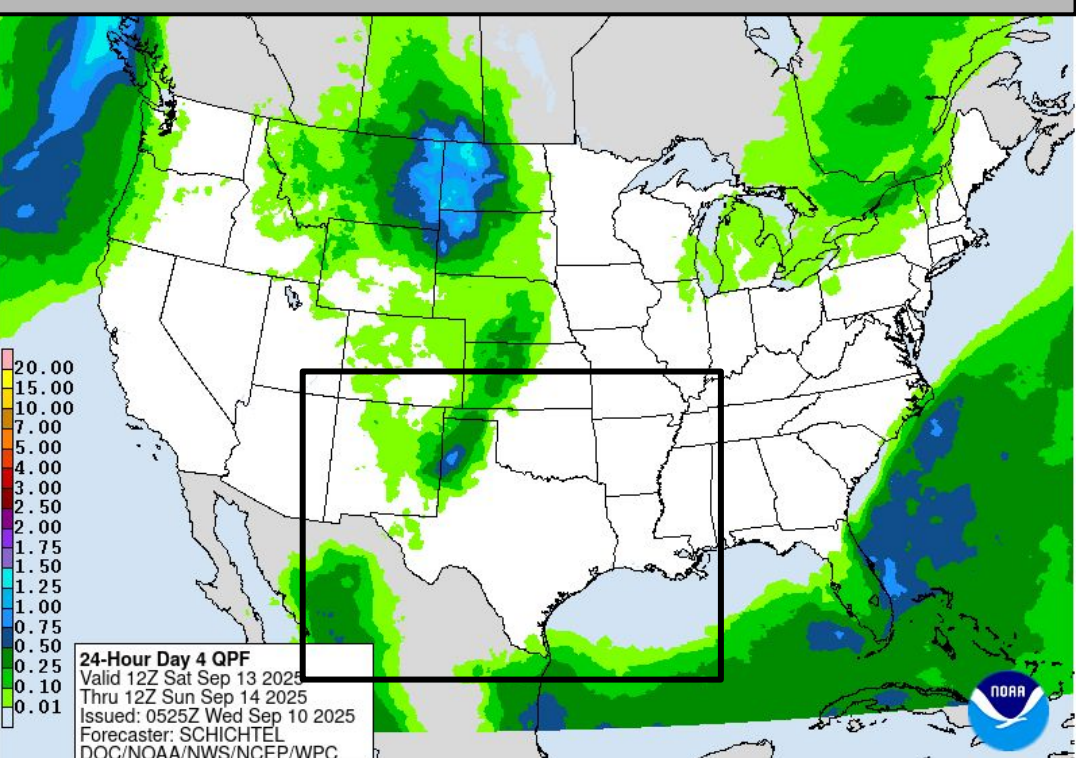 20.00
15.00
10.00
7.00
5.00
4.00
3.00
2.50
2.00
1.75
1.50
1.25
1.00
0.75
0.50
0.25
0.10
0.01
24-Hour Day 4 QPF
Valid 12Z Sat Sep 13 2025
Thru 12Z Sun Sep 14 2025
Issued: 0525Z Wed Sep 10 2025
Forecaster: SCHICHTEL
DOC/NOAA/NWS/NCEP/WPC
NOAA